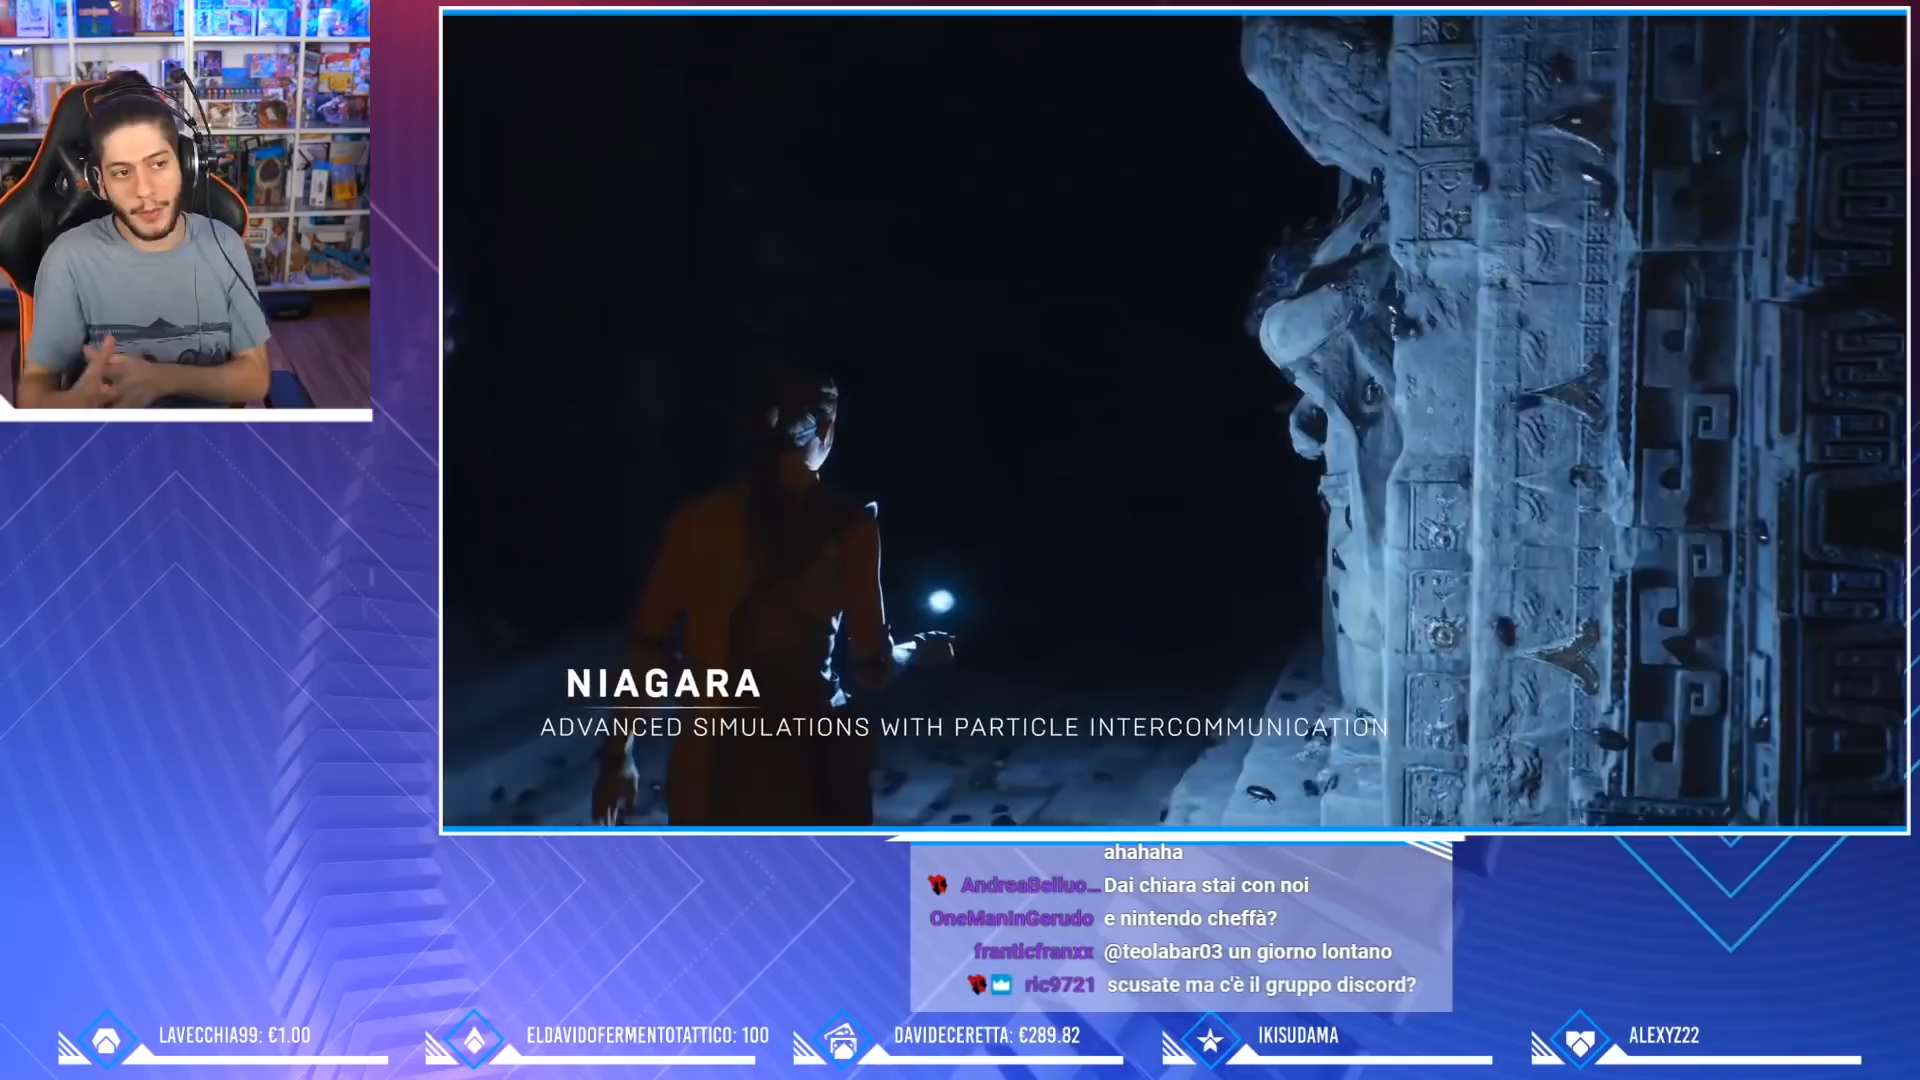 NIAGARA
ADVANCED SIMULATIONS WITH PARTICLE INTERCOMMUNICATION
ahahaha
AndreaBelluo... Dai chiara stai con noi
OneManInGerudo e nintendo cheffà?
franticfranxx @teolabar03 un giorno lontano
ric9721 scusate ma c'è il gruppo discord?
LAVECCHIA99: €1.00
ELDAVIDOFERMENTOTATTICO: 100
DAVIDECERETTA: €289.82
IKISUDAMA
ALEXYZ22